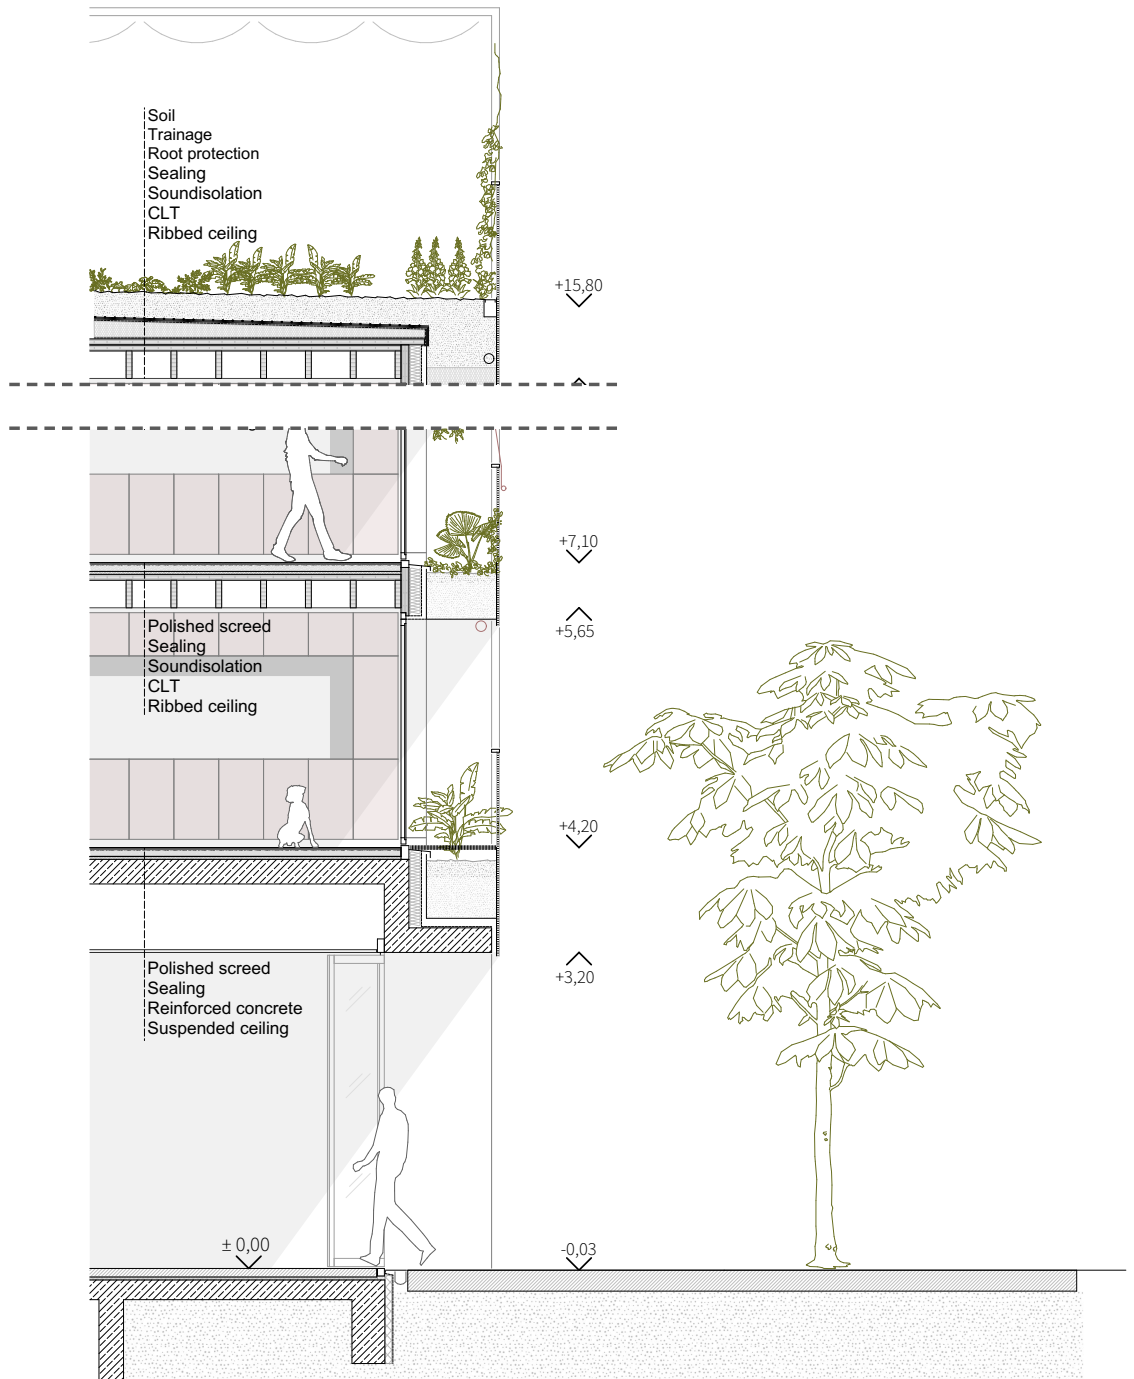 Soil
Trainage
Root protection
Sealing
Soundisolation
CLT
Ribbed ceiling
+15,80
+7,10
+5,65
Polished screed
Sealing
Soundisolation
CLT
Ribbed ceiling
+4,20
+3,20
Polished screed
Sealing
Reinforced concrete
Suspended ceiling
± 0,00
-0,03